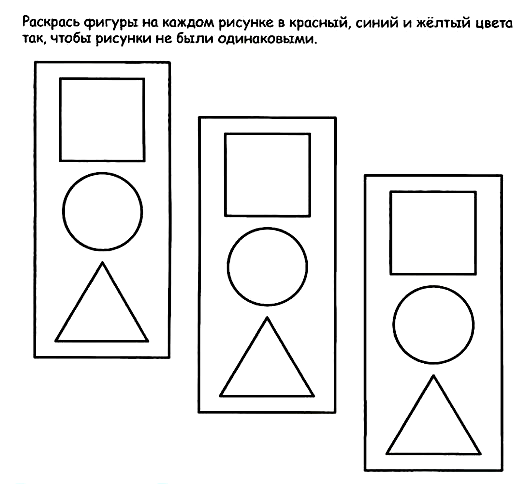 Раскрась фигуры на каждом рисунке в красный, синий и жёлтый цвета
так, чтобы рисунки не были одинаковыми.